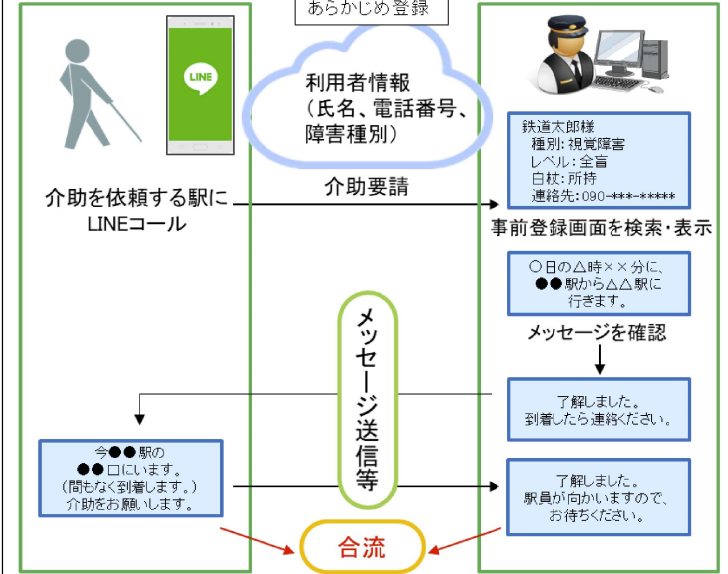 あらかじめ登録
LINE
利用者情報
（氏名、電話番号、
障害種別）
鉄道太郎様
種別：視覚障害
レベル：全盲
白杖：所持
連絡先：090-***-*****
介助を依頼する駅に
LINEコール
介助要請
事前登録画面を検索・表示
○日の△時××分に、
●●駅から△△駅に
行きます。
メッセージを確認
メッセージ送信等
了解しました。
到着したら連絡ください。
今●●駅の
●●口にいます。
（間もなく到着します。）
介助をお願いします。
了解しました。
駅員が向かいますので、
お待ちください。
合流